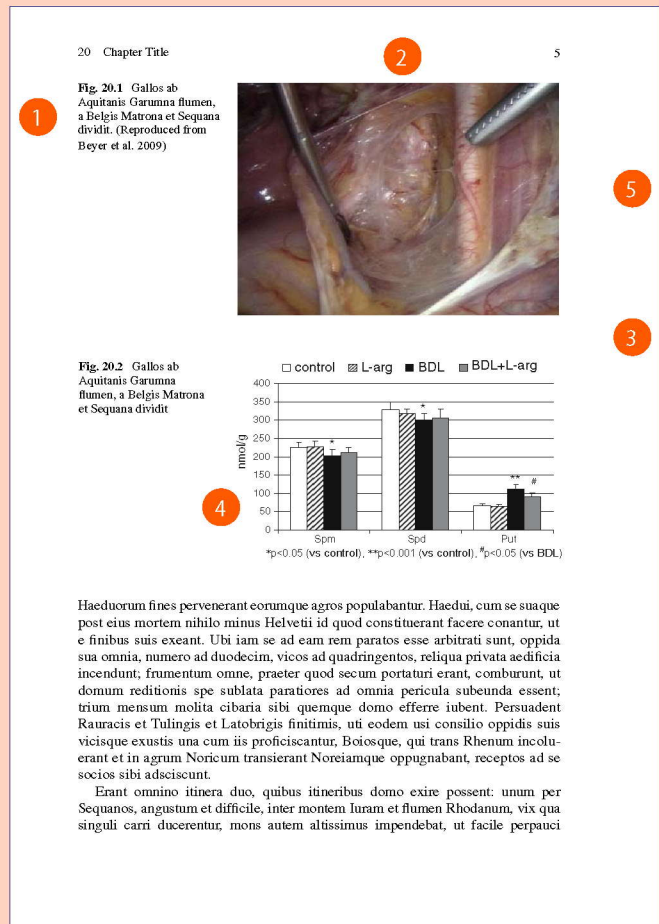 20 Chapter Title
5
2
1
Fig. 20.1 Gallos ab
Aquitanis Garumna flumen,
a Belgis Matrona et Sequana
dividit. (Reproduced from
Beyer et al. 2009)
5
3
Fig. 20.2 Gallos ab
Aquitanis Garumna
flumen, a Belgis Matrona
et Sequana dividit
control L-arg BDL BDL+L-arg
400
350
300
250
200
150
100
50
0
nmol/g
*
*
**
#
4
Spm Spd Put
*p<0.05 (vs control), **p<0.001 (vs control), #p<0.05 (vs BDL)
Haeduorum fines pervenerant eorumque agros populabantur. Haedui, cum se suaque
post eius mortem nihilo minus Helvetii id quod constituerant facere conantur, ut
e finibus suis exeant. Ubi iam se ad eam rem paratos esse arbitrati sunt, oppida
sua omnia, numero ad duodecim, vicos ad quadringentos, reliqua privata aedificia
incendunt; frumentum omne, praeter quod secum portaturi erant, comburunt, ut
domum reditionis spe sublata paratiores ad omnia pericula subeunda essent;
trium mensum molita cibaria sibi quemque domo efferre iubent. Persuadent
Rauracis et Tulingis et Latobrigis finitimis, uti eodem usi consilio oppidis suis
vicisque exustis una cum iis proficiscantur, Boiosque, qui trans Rhenum incolu-
erant et in agrum Noricum transierant Noreiamque oppugnabant, receptos ad se
socios sibi adsciscunt.
Erant omnino itinera duo, quibus itineribus domo exire possent: unum per
Sequanos, angustum et difficile, inter montem Iuram et flumen Rhodanum, vix qua
singuli carri ducerentur, mons autem altissimus impendebat, ut facile perpauci